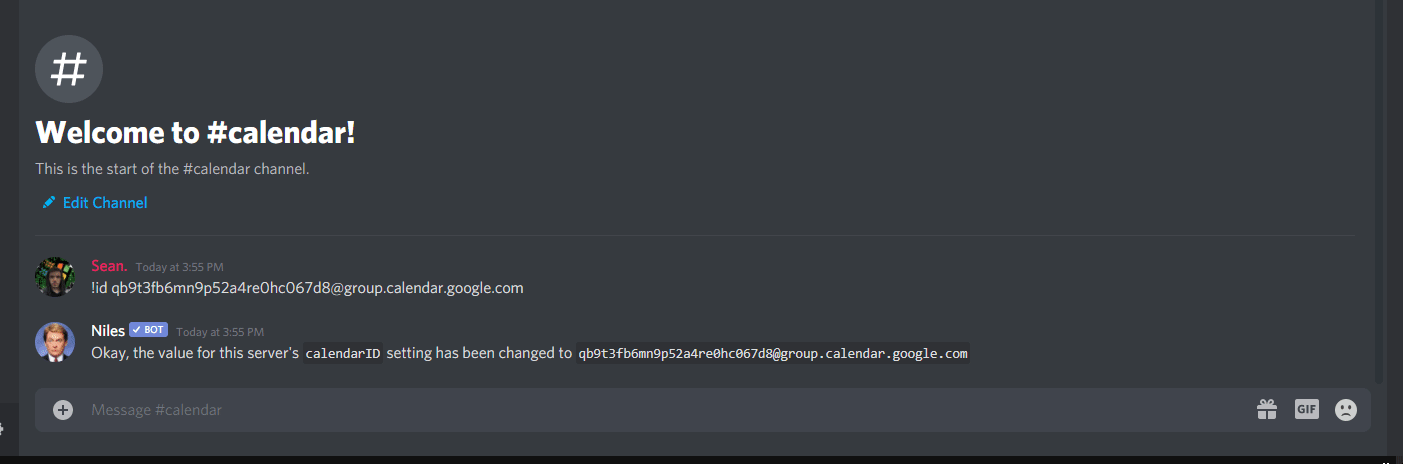 #
Welcome to #calendar!
This is the start of the #calendar channel.
Edit Channel
Sean. Today at 3:55 PM
!id qb9t3fb6mn9p52a4re0hc067d8@group.calendar.google.com
Niles BOT Today at 3:55 PM
Okay, the value for this server's calendarID setting has been changed to qb9t3fb6mn9p52a4re0hc067d8@group.calendar.google.com
Message #calendar
GIF